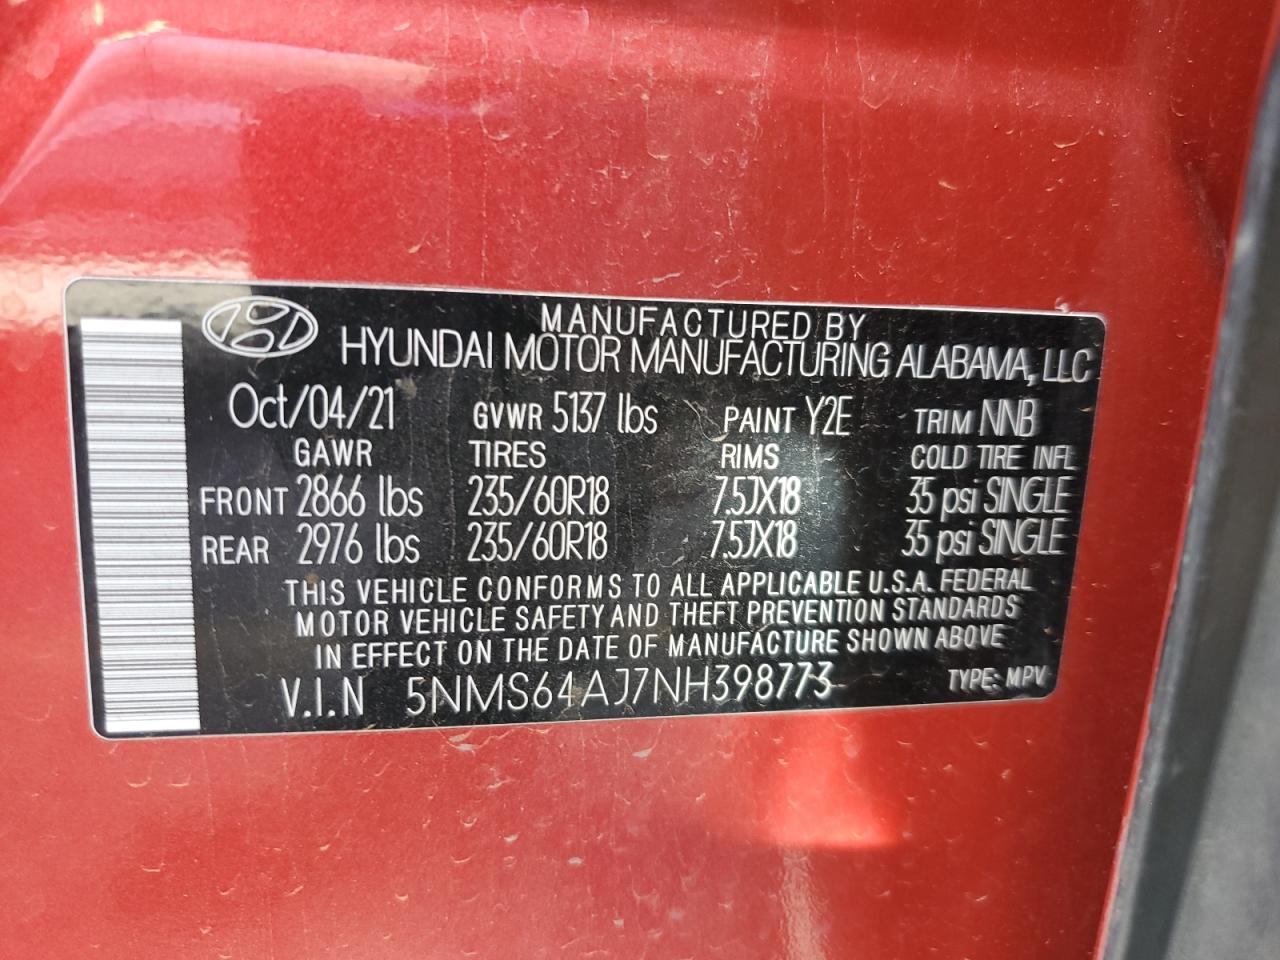 MANUFACTURED BY
HYUNDAI MOTOR MANUFACTURING ALABAMA, LLC
Oct/04/21 GVWR 5137 lbs PAINT Y2E TRIM NNB
GAWR TIRES RIMS COLD TIRE INFL
FRONT 2866 lbs 235/60R18 7.5JX18 35 psi SINGLE
REAR 2976 lbs 235/60R18 7.5JX18 35 psi SINGLE
THIS VEHICLE CONFORMS TO ALL APPLICABLE U.S.A. FEDERAL
MOTOR VEHICLE SAFETY AND THEFT PREVENTION STANDARDS
IN EFFECT ON THE DATE OF MANUFACTURE SHOWN ABOVE
V.I.N 5NMS64AJ7NH398773 TYPE: MPV